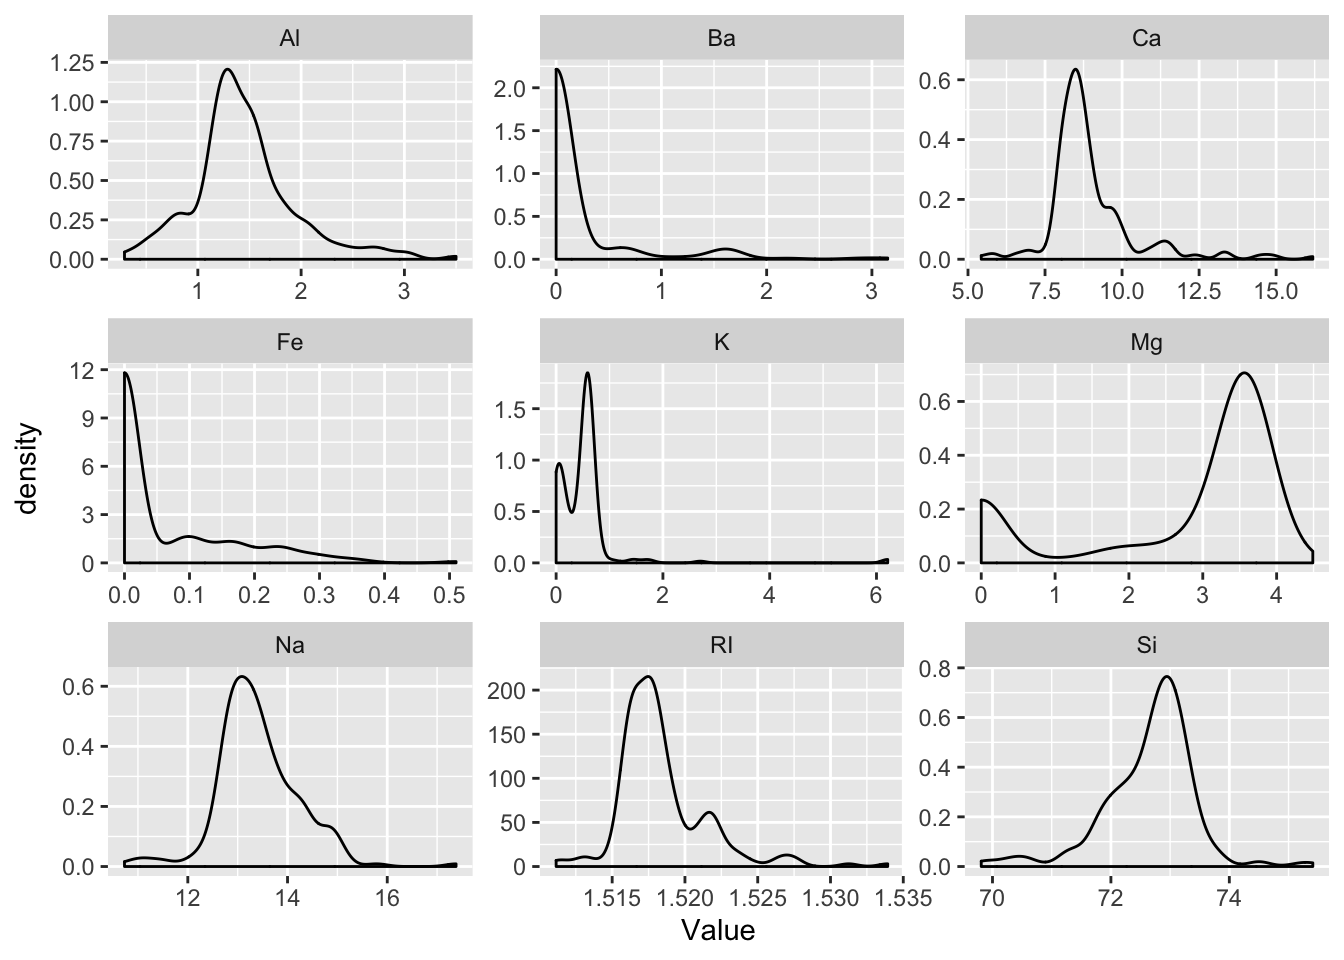 Al
Ba
Ca
1.25
1.00
0.75
0.50
0.25
0.00
1 2 3
2.0
1.5
1.0
0.5
0.0
0 1 2 3
0.6
0.4
0.2
0.0
5.0 7.5 10.0 12.5 15.0
Fe
K
Mg
12
9
6
3
0
0.0 0.1 0.2 0.3 0.4 0.5
1.5
1.0
0.5
0.0
0 2 4 6
0.6
0.4
0.2
0.0
0 1 2 3 4
density
Na
RI
Si
0.6
0.4
0.2
0.0
12 14 16
200
150
100
50
0
1.515 1.520 1.525 1.530 1.535
0.8
0.6
0.4
0.2
0.0
70 72 74
Value